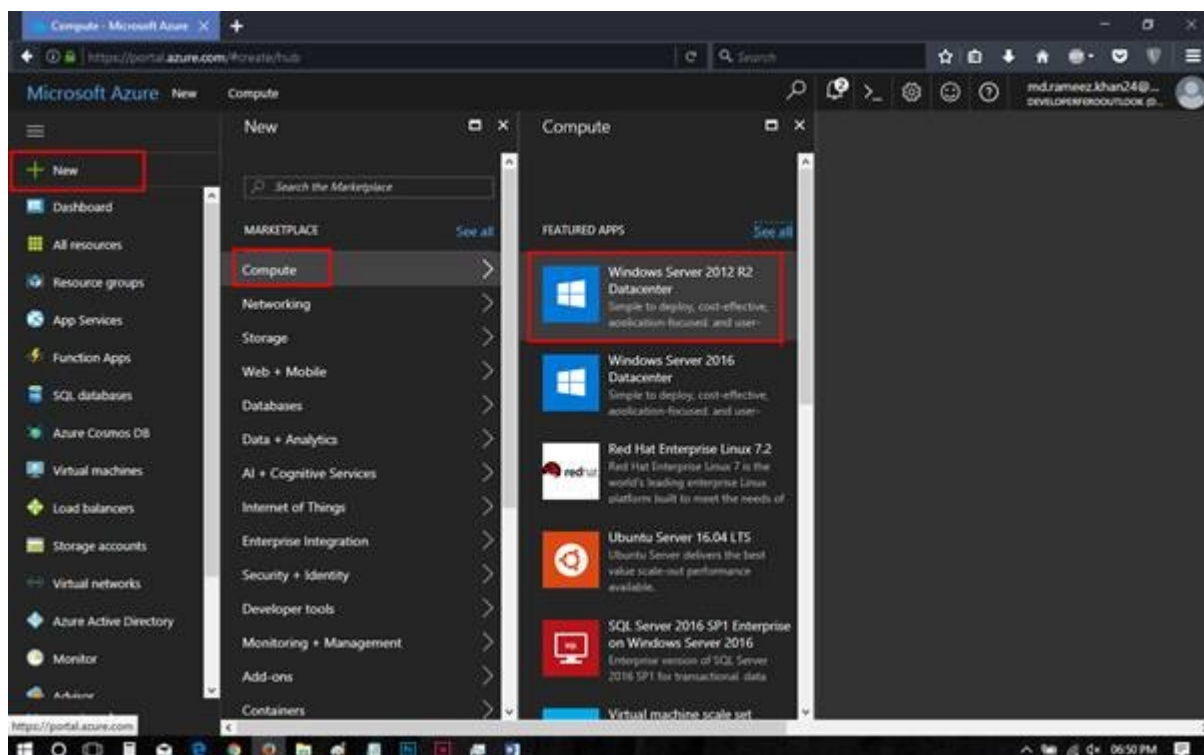 Compute - Microsoft Azure
https://portal.azure.com/#create/hub
Search
Microsoft Azure New Compute
md.rameez.khan24@...
New
Dashboard
All resources
Resource groups
App Services
Function Apps
SQL databases
Azure Cosmos DB
Virtual machines
Load balancers
Storage accounts
Virtual networks
Azure Active Directory
Monitor
Advisor
https://portal.azure.com
New
Search the Marketplace
MARKETPLACE See all
Compute
Networking
Storage
Web + Mobile
Databases
Data + Analytics
AI + Cognitive Services
Internet of Things
Enterprise Integration
Security + Identity
Developer tools
Monitoring + Management
Add-ons
Containers
Compute
FEATURED APPS See all
Windows Server 2012 R2
Datacenter
Simple to deploy, cost-effective,
application-focused, and user-
Windows Server 2016
Datacenter
Simple to deploy, cost-effective,
application-focused, and user-
redhat
Red Hat Enterprise Linux 7.2
Red Hat Enterprise Linux 7 is the
world's leading enterprise Linux
platform built to meet the needs of
Ubuntu Server 16.04 LTS
Ubuntu Server delivers the best
value scale-out performance
available.
SQL Server 2016 SP1 Enterprise
on Windows Server 2016
Enterprise version of SQL Server
2016 SP1 for transactional data
Virtual machine scale set
06:50 PM